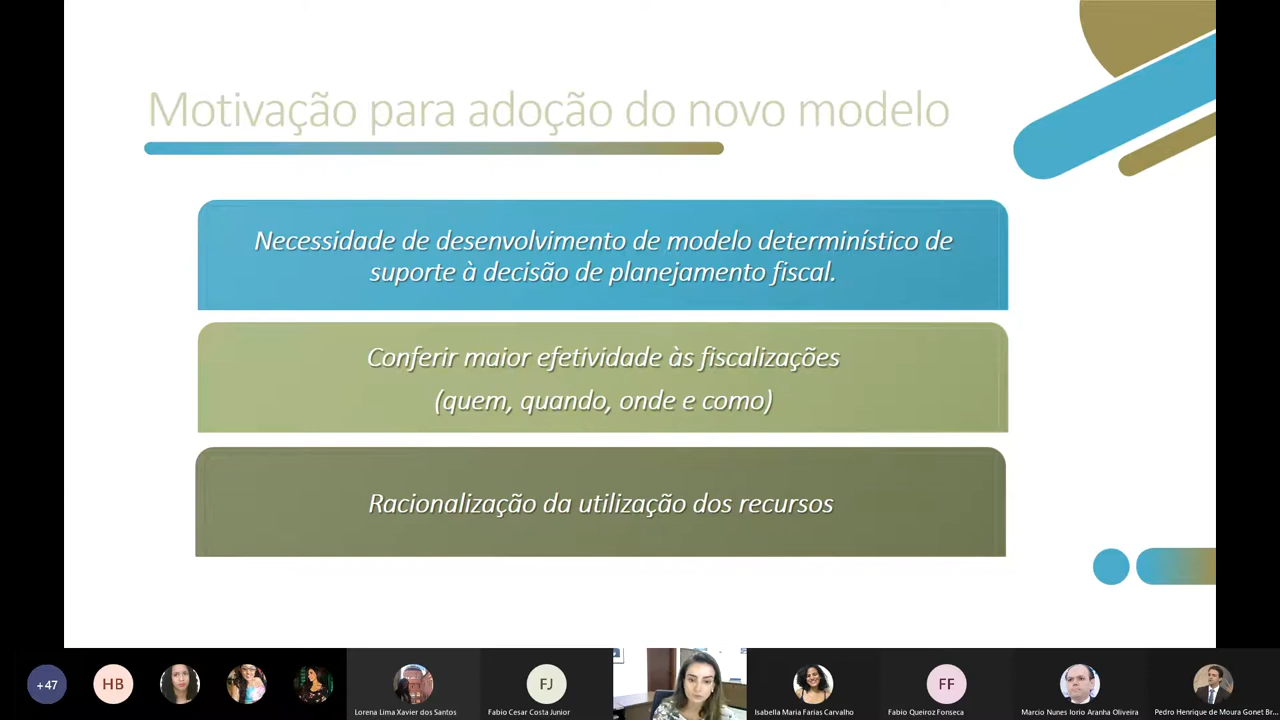 Motivação para adoção do novo modelo
Necessidade de desenvolvimento de modelo determinístico de
suporte à decisão de planejamento fiscal.
Conferir maior efetividade às fiscalizações
(quem, quando, onde e como)
Racionalização da utilização dos recursos
+47
HB
FJ
FF
Lorena Lima Xavier dos Santos
Fabio Cesar Costa Junior
Isabella Maria Farias Carvalho
Fabio Queiroz Fonseca
Marcio Nunes Iorio Aranha Oliveira
Pedro Henrique de Moura Gonet Br...